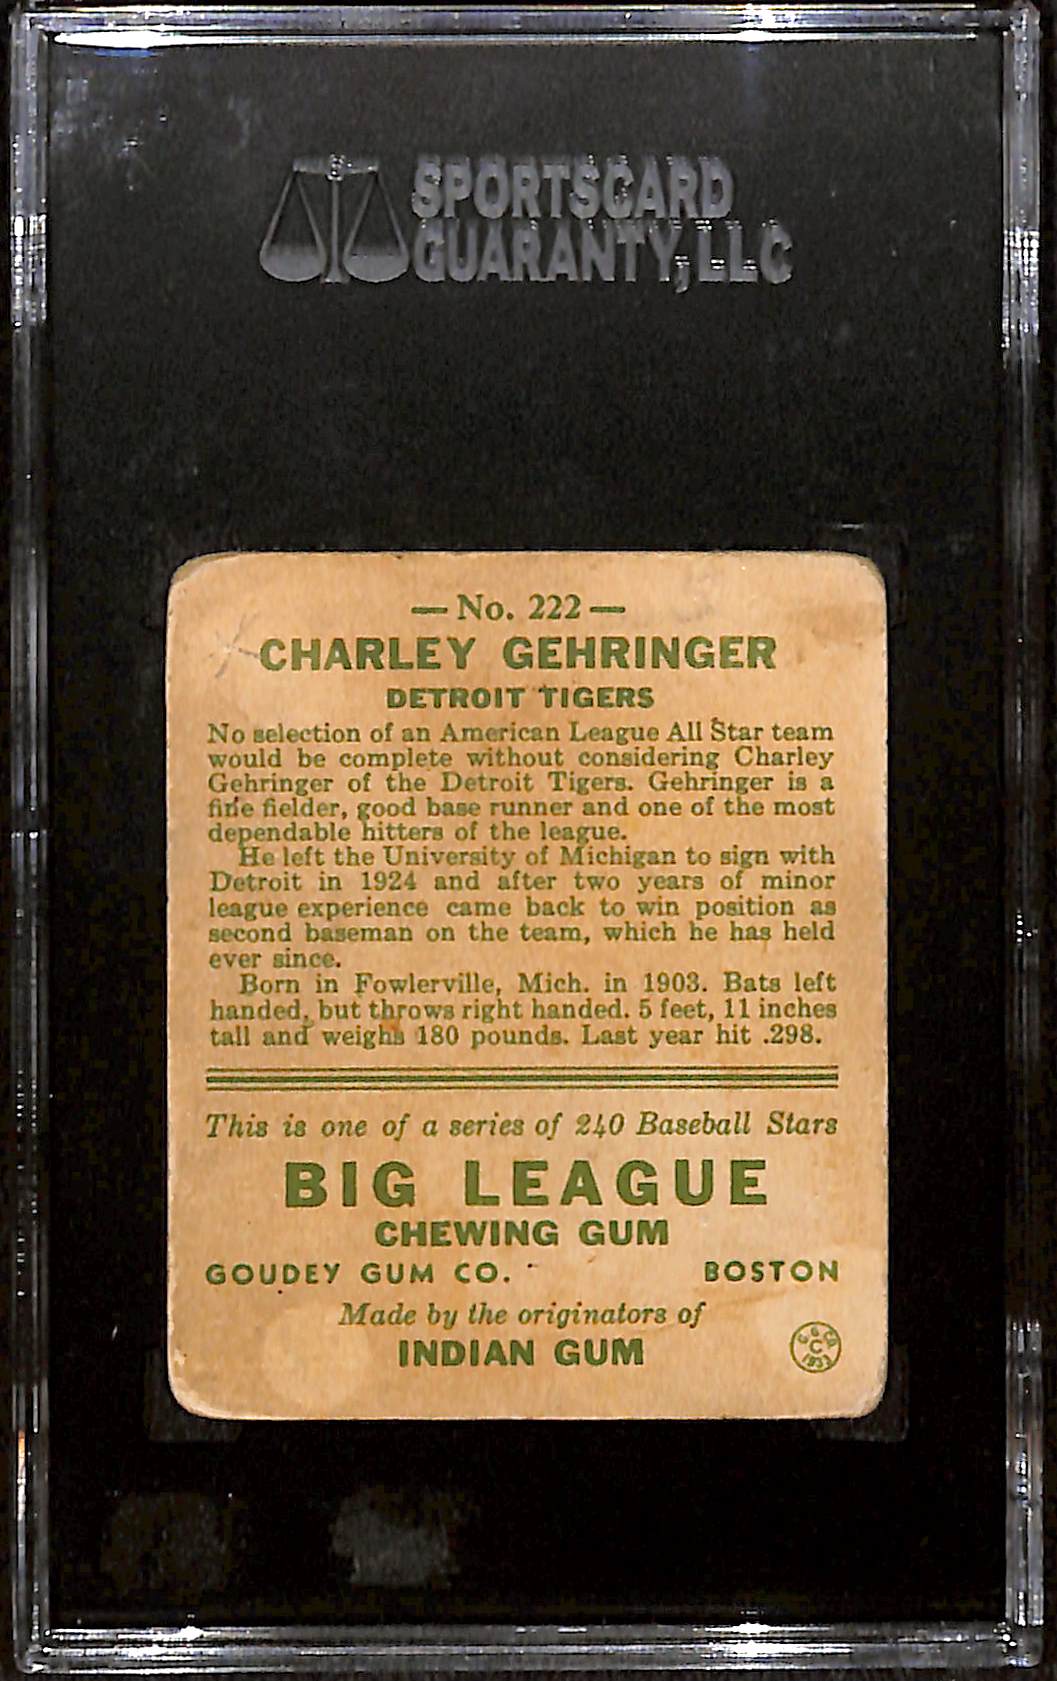 SPORTSCARD
GUARANTY, LLC
— No. 222 —
CHARLEY GEHRINGER
DETROIT TIGERS
No selection of an American League All Star team
would be complete without considering Charley
Gehringer of the Detroit Tigers. Gehringer is a
fine fielder, good base runner and one of the most
dependable hitters of the league.
He left the University of Michigan to sign with
Detroit in 1924 and after two years of minor
league experience came back to win position as
second baseman on the team, which he has held
ever since.
Born in Fowlerville, Mich. in 1903. Bats left
handed, but throws right handed. 5 feet, 11 inches
tall and weighs 180 pounds. Last year hit .298.
This is one of a series of 240 Baseball Stars
BIG LEAGUE
CHEWING GUM
GOUDEY GUM CO. BOSTON
Made by the originators of
INDIAN GUM
G. G. Co.
C
1933